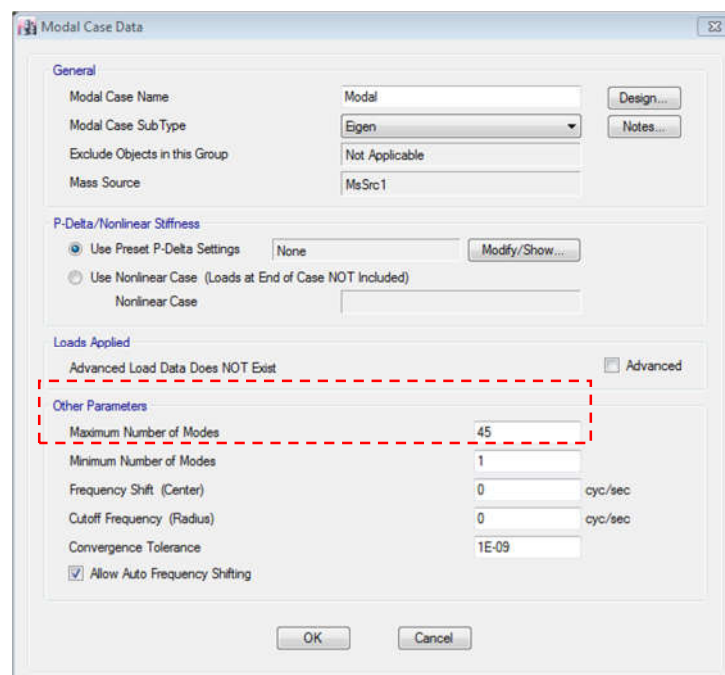 Modal Case Data
General
Modal Case Name Modal Design...
Modal Case SubType Eigen Notes...
Exclude Objects in this Group Not Applicable
Mass Source MsSrc1
P-Delta/Nonlinear Stiffness
Use Preset P-Delta Settings None Modify/Show...
Use Nonlinear Case (Loads at End of Case NOT Included)
Nonlinear Case
Loads Applied
Advanced Load Data Does NOT Exist Advanced
Other Parameters
Maximum Number of Modes 45
Minimum Number of Modes 1
Frequency Shift (Center) 0 cyc/sec
Cutoff Frequency (Radius) 0 cyc/sec
Convergence Tolerance 1E-09
Allow Auto Frequency Shifting
OK Cancel